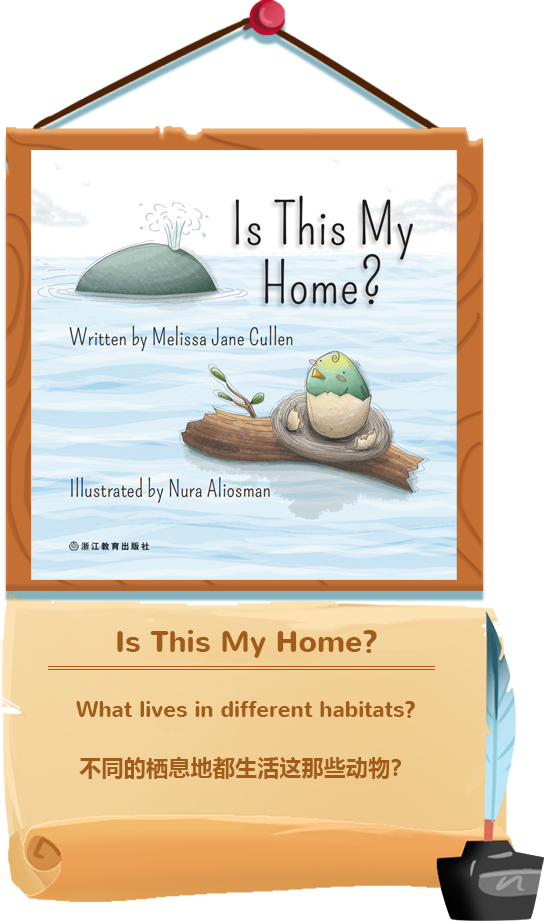 Is This My
Home?
Written by Melissa Jane Cullen
Illustrated by Nura Aliosman
浙江教育出版社
Is This My Home?
What lives in different habitats?
不同的栖息地都生活这那些动物?